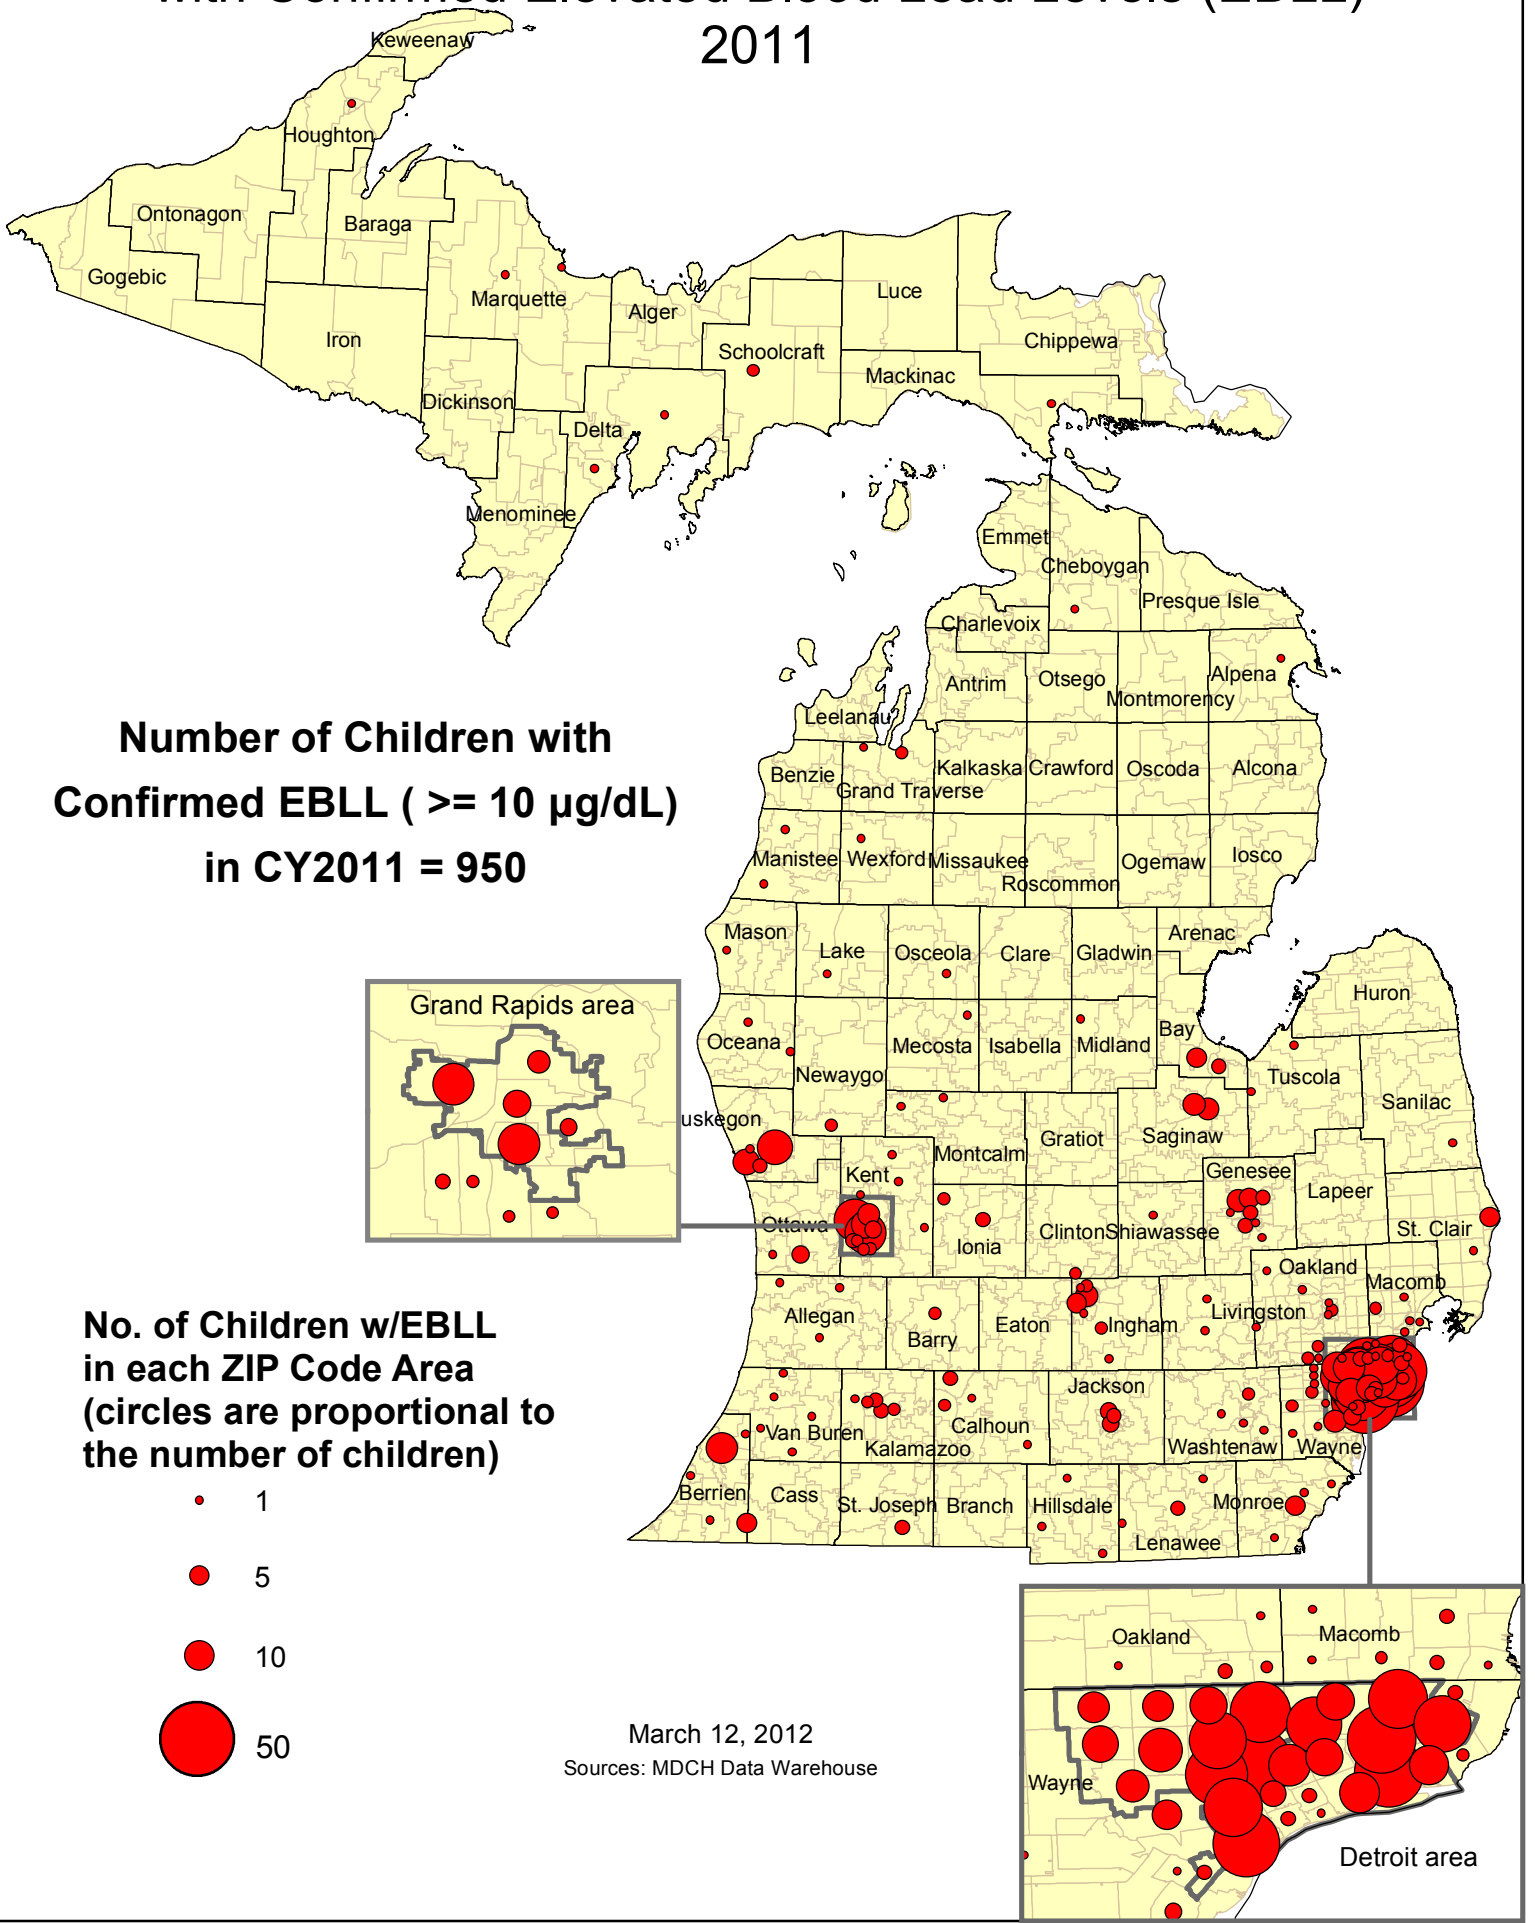 2011
Keweenaw
Houghton
Ontonagon
Baraga
Gogebic
Marquette
Alger
Luce
Iron
Schoolcraft
Chippewa
Mackinac
Dickinson
Delta
Menominee
Emmet
Cheboygan
Presque Isle
Charlevoix
Antrim
Otsego
Alpena
Montmorency
Leelanau
Number of Children with
Confirmed EBLL ( >= 10 µg/dL)
in CY2011 = 950
Benzie
Kalkaska
Crawford
Oscoda
Alcona
Grand Traverse
Manistee
Wexford
Missaukee
Roscommon
Ogemaw
Iosco
Mason
Lake
Osceola
Clare
Gladwin
Arenac
Huron
Grand Rapids area
Oceana
Newaygo
Mecosta
Isabella
Midland
Bay
Tuscola
Sanilac
uskegon
Montcalm
Gratiot
Saginaw
Kent
Genesee
Lapeer
Ottawa
Ionia
Clinton
Shiawassee
St. Clair
Oakland
Macomb
Allegan
Barry
Eaton
Ingham
Livingston
No. of Children w/EBLL
in each ZIP Code Area
(circles are proportional to
the number of children)
1
5
10
50
Van Buren
Kalamazoo
Calhoun
Jackson
Washtenaw
Wayne
Berrien
Cass
St. Joseph
Branch
Hillsdale
Lenawee
Monroe
March 12, 2012
Sources: MDCH Data Warehouse
Oakland
Macomb
Wayne
Detroit area